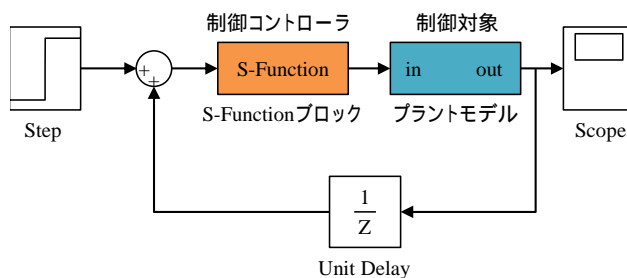 制御コントローラ
制御対象
+
+
S-Function
in out
Step
S-Functionブロック
プラントモデル
Scope
1
Z
Unit Delay